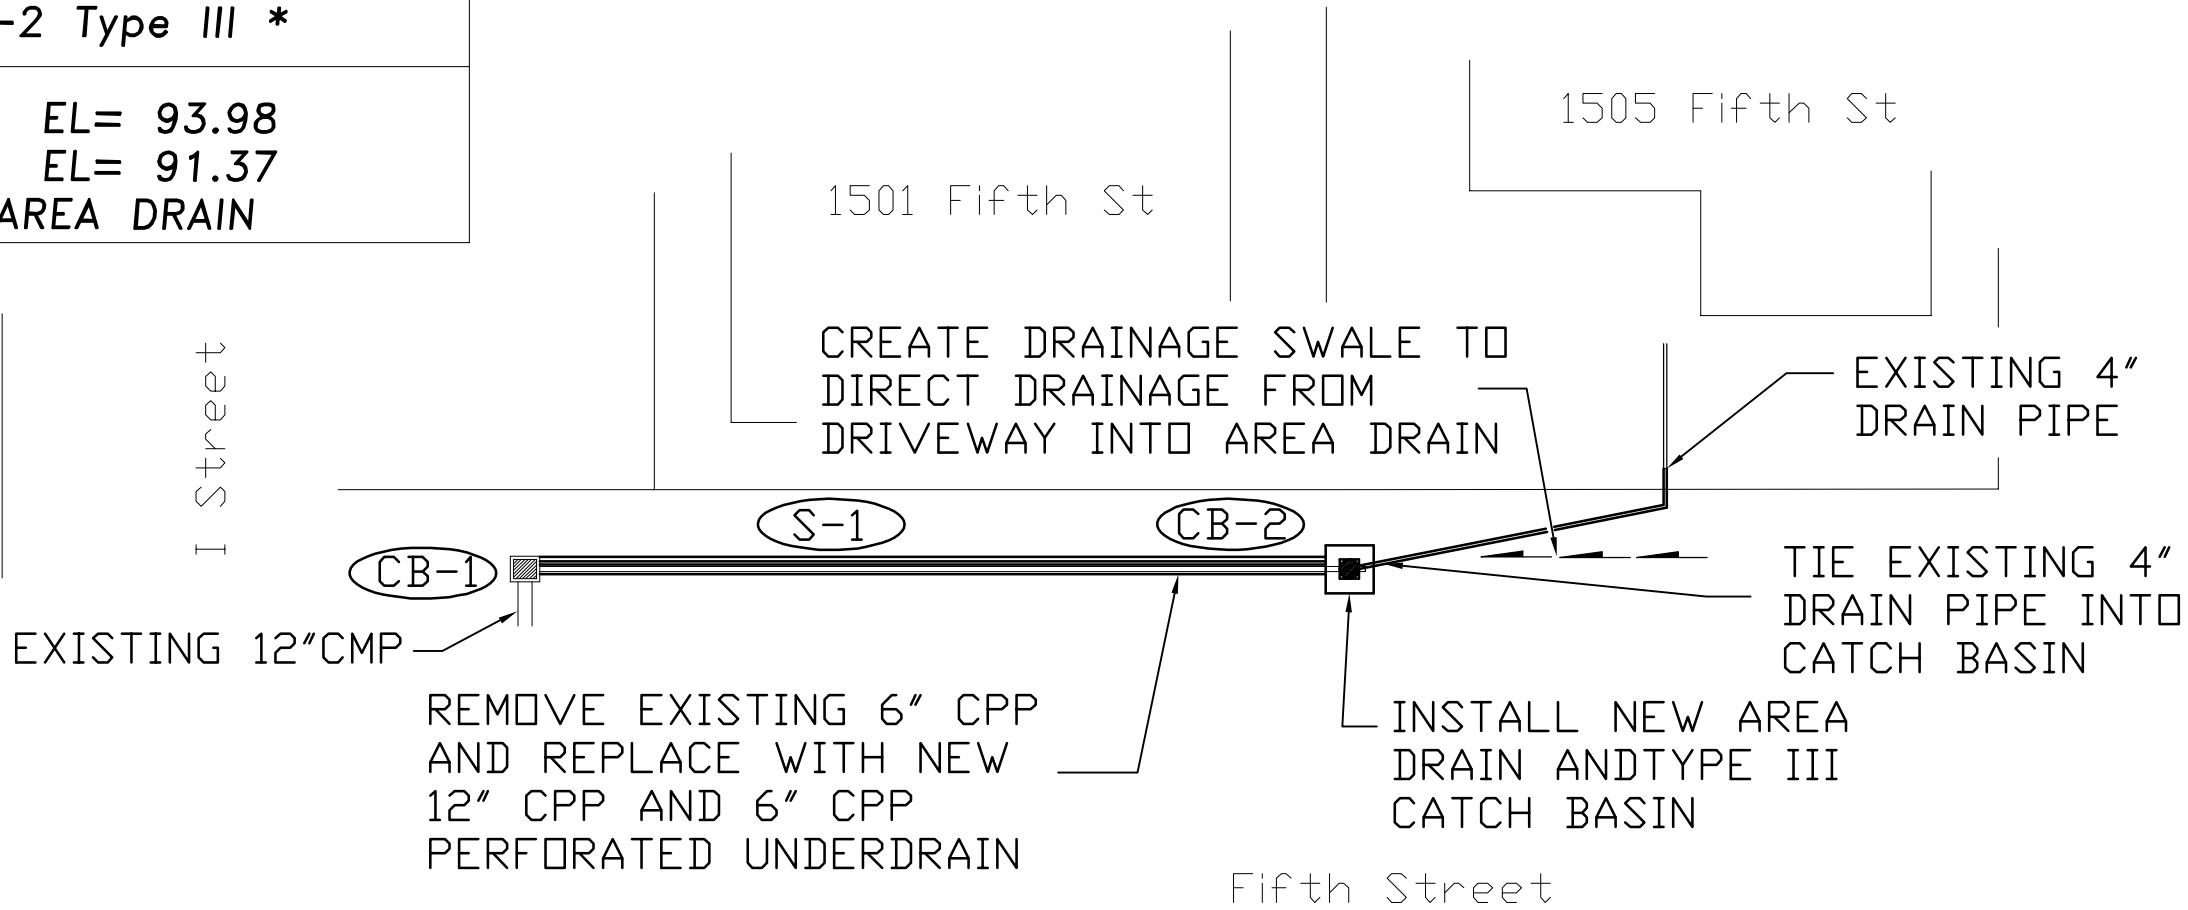 -2 Type III *
EL= 93.98
EL= 91.37
AREA DRAIN
1505 Fifth St
1501 Fifth St
I Street
CREATE DRAINAGE SWALE TO
DIRECT DRAINAGE FROM
DRIVEWAY INTO AREA DRAIN
EXISTING 4"
DRAIN PIPE
S-1
CB-2
CB-1
TIE EXISTING 4"
DRAIN PIPE INTO
CATCH BASIN
EXISTING 12"CMP
REMOVE EXISTING 6" CPP
AND REPLACE WITH NEW
12" CPP AND 6" CPP
PERFORATED UNDERDRAIN
INSTALL NEW AREA
DRAIN ANDTYPE III
CATCH BASIN
Fifth Street